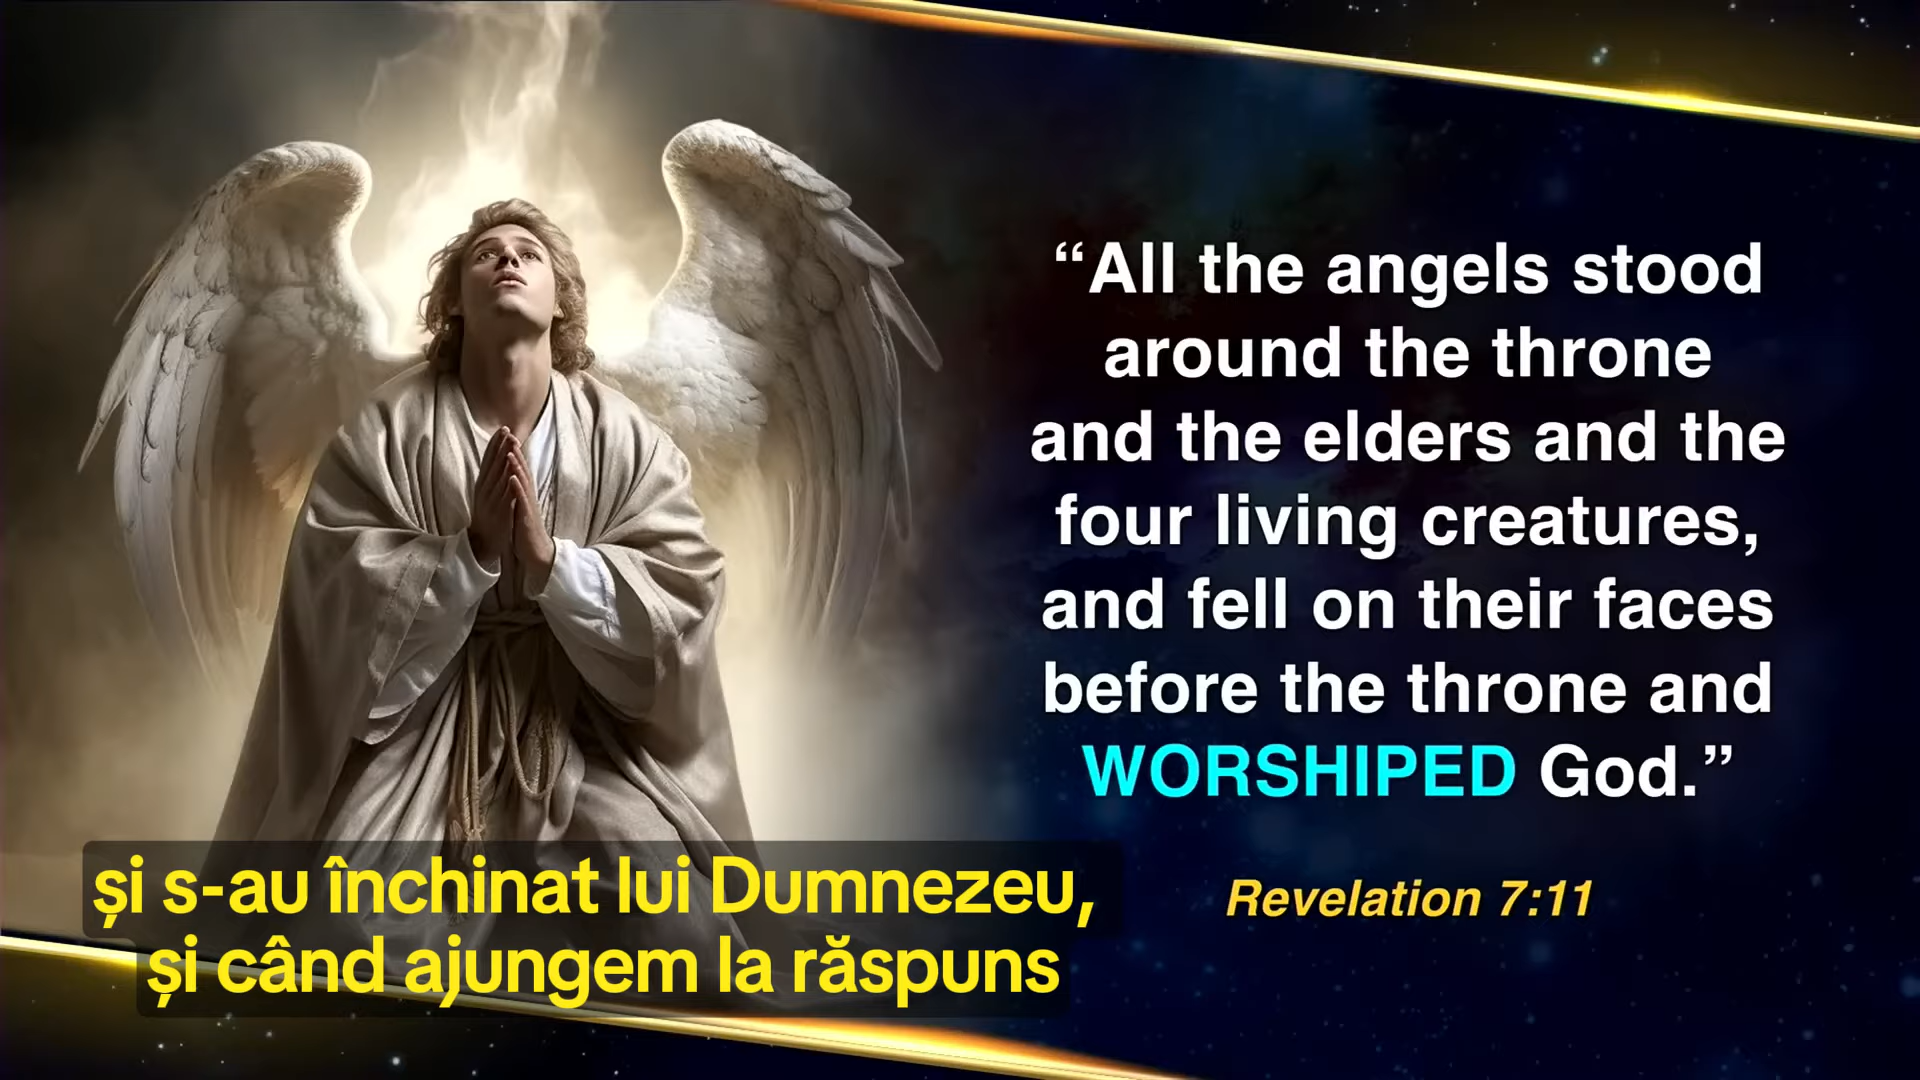 “All the angels stood
around the throne
and the elders and the
four living creatures,
and fell on their faces
before the throne and
WORSHIPED God.”
Revelation 7:11
și s-au închinat lui Dumnezeu,
și când ajungem la răspuns